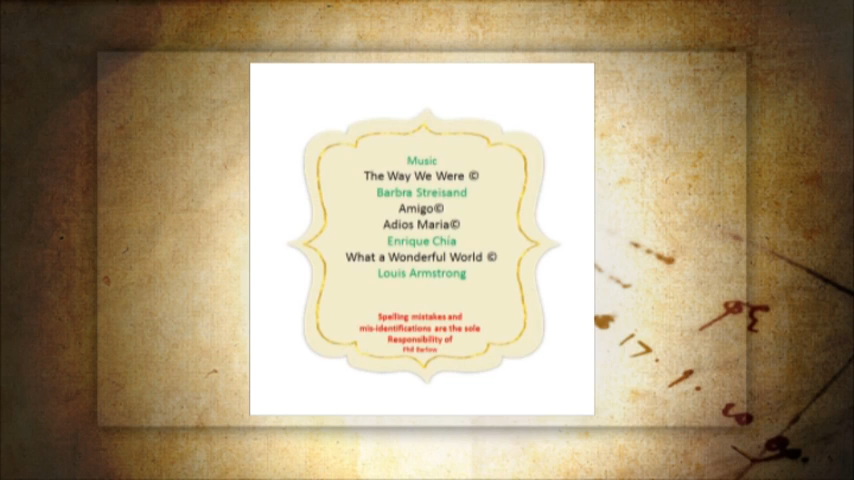 Music
The Way We Were ©
Barbra Streisand
Amigo©
Adios Maria©
Enrique Chia
What a Wonderful World ©
Louis Armstrong
Spelling mistakes and
mis-identifications are the sole
Responsibility of
Phil